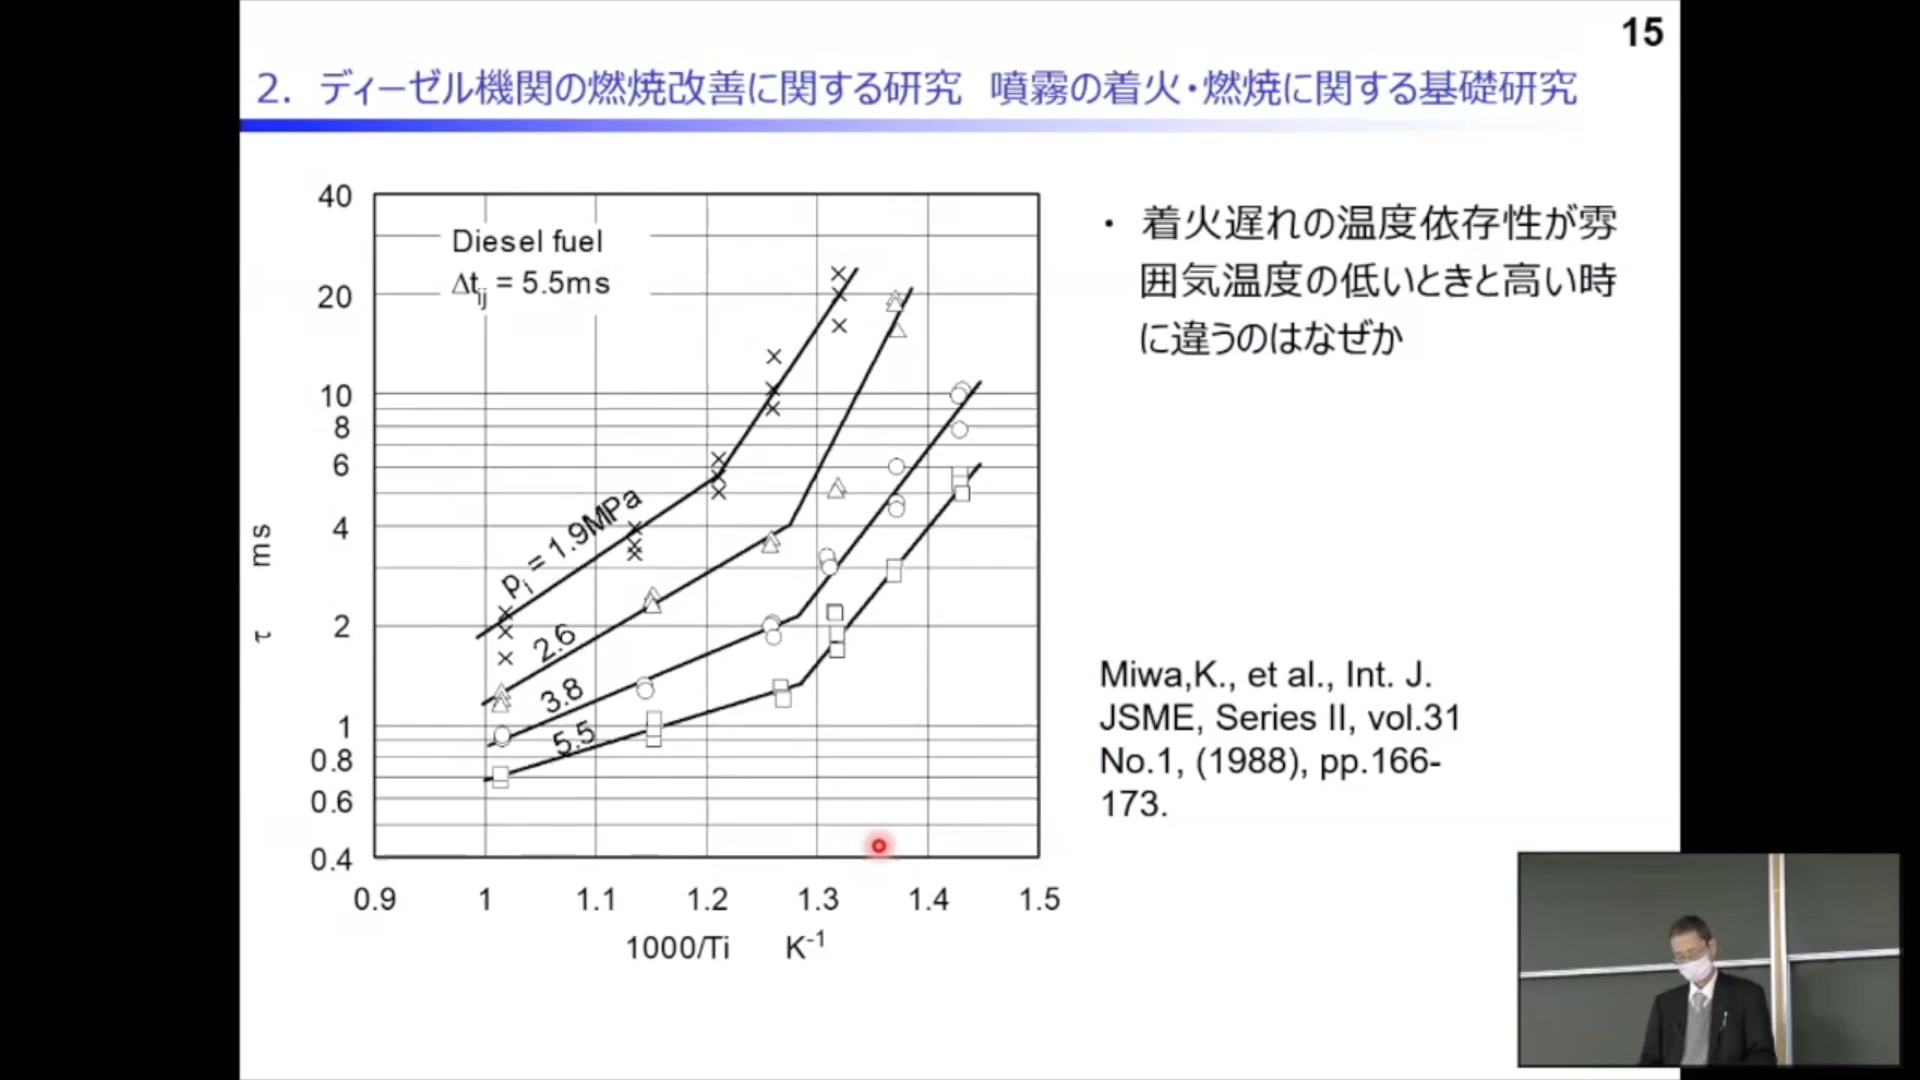 15
2. ディーゼル機関の燃焼改善に関する研究 噴霧の着火・燃焼に関する基礎研究
40
20
10
8
6
4
2
1
0.8
0.6
0.4
Diesel fuel
Δtij = 5.5ms
pi = 1.9MPa
2.6
3.8
5.5
τ ms
0.9 1 1.1 1.2 1.3 1.4 1.5
1000/Ti K-1
・ 着火遅れの温度依存性が雰
囲気温度の低いときと高い時
に違うのはなぜか
Miwa,K., et al., Int. J.
JSME, Series II, vol.31
No.1, (1988), pp.166-
173.